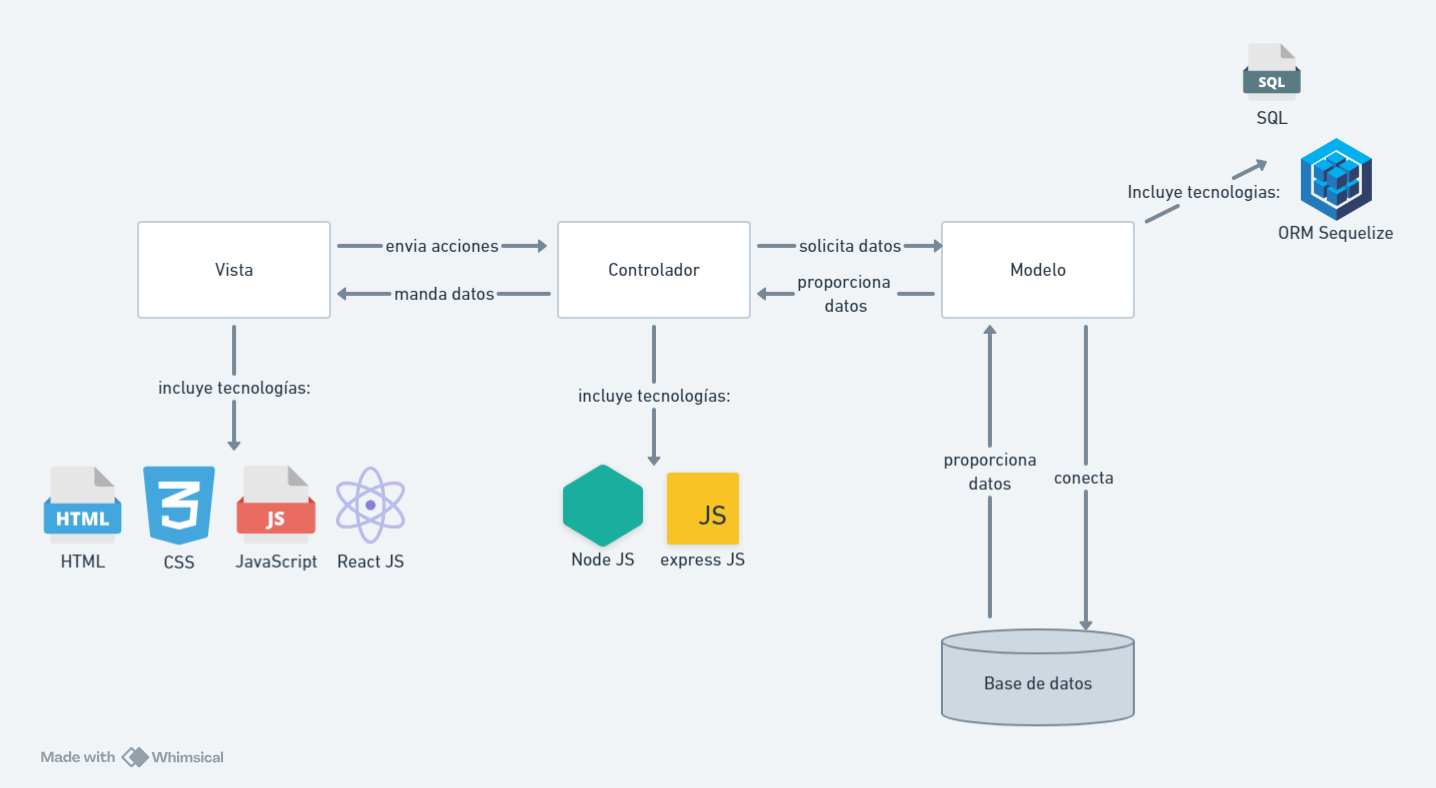 SQL
SQL
Incluye tecnologias:
ORM Sequelize
Vista
envia acciones
manda datos
Controlador
solicita datos
proporciona
datos
Modelo
incluye tecnologías:
incluye tecnologías:
proporciona
datos
conecta
HTML
HTML
CSS
JS
JavaScript
React JS
Node JS
JS
express JS
Base de datos
Made with Whimsical